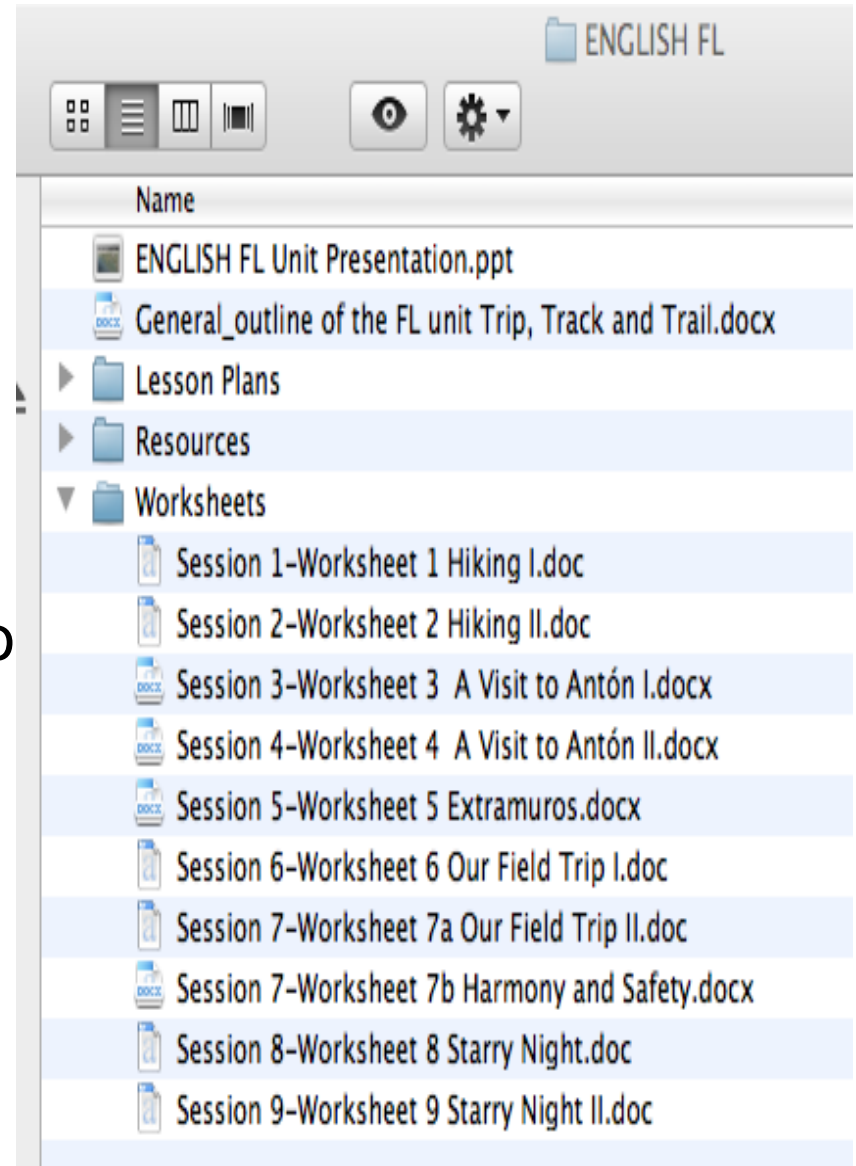 ENGLISH FL
Name
ENGLISH FL Unit Presentation.ppt
General_outline of the FL unit Trip, Track and Trail.docx
Lesson Plans
Resources
Worksheets
Session 1-Worksheet 1 Hiking I.doc
Session 2-Worksheet 2 Hiking II.doc
Session 3-Worksheet 3  A Visit to Antón I.docx
Session 4-Worksheet 4  A Visit to Antón II.docx
Session 5-Worksheet 5 Extramuros.docx
Session 6-Worksheet 6 Our Field Trip I.doc
Session 7-Worksheet 7a Our Field Trip II.doc
Session 7-Worksheet 7b Harmony and Safety.docx
Session 8-Worksheet 8 Starry Night.doc
Session 9-Worksheet 9 Starry Night II.doc